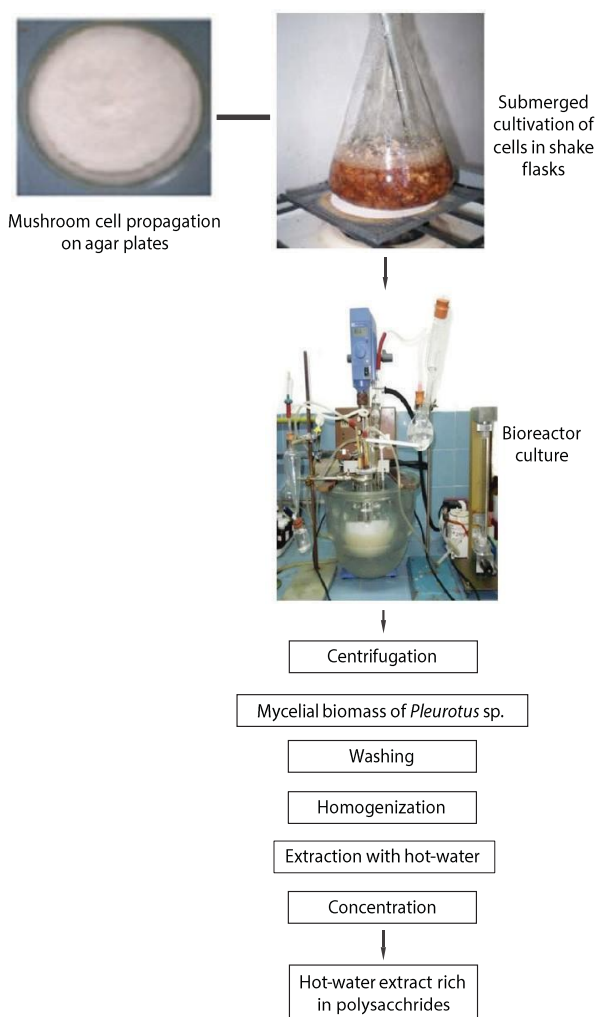 Mushroom cell propagation
on agar plates
Submerged
cultivation of
cells in shake
flasks
Bioreactor
culture
Centrifugation
Mycelial biomass of Pleurotus sp.
Washing
Homogenization
Extraction with hot-water
Concentration
Hot-water extract rich
in polysacchrides